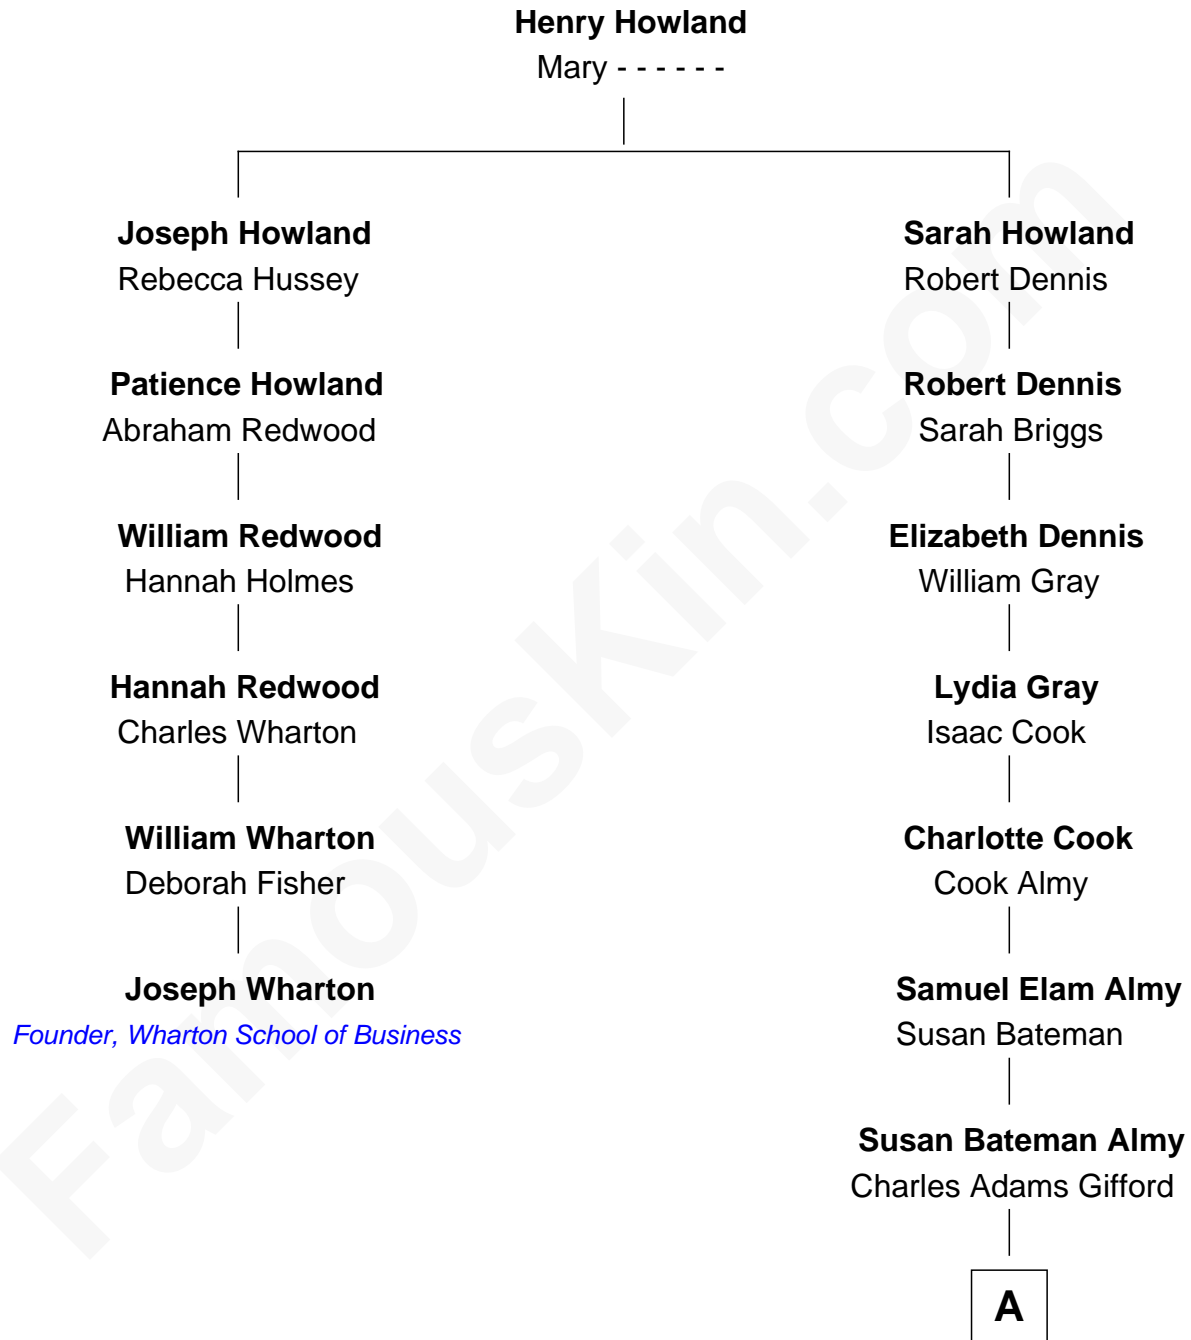 Henry Howland
Mary - - - - - -
Joseph Howland
Rebecca Hussey
Patience Howland
Abraham Redwood
William Redwood
Hannah Holmes
Hannah Redwood
Charles Wharton
William Wharton
Deborah Fisher
Joseph Wharton
Founder, Wharton School of Business
Sarah Howland
Robert Dennis
Robert Dennis
Sarah Briggs
Elizabeth Dennis
William Gray
Lydia Gray
Isaac Cook
Charlotte Cook
Cook Almy
Samuel Elam Almy
Susan Bateman
Susan Bateman Almy
Charles Adams Gifford
A
FamousKin.com